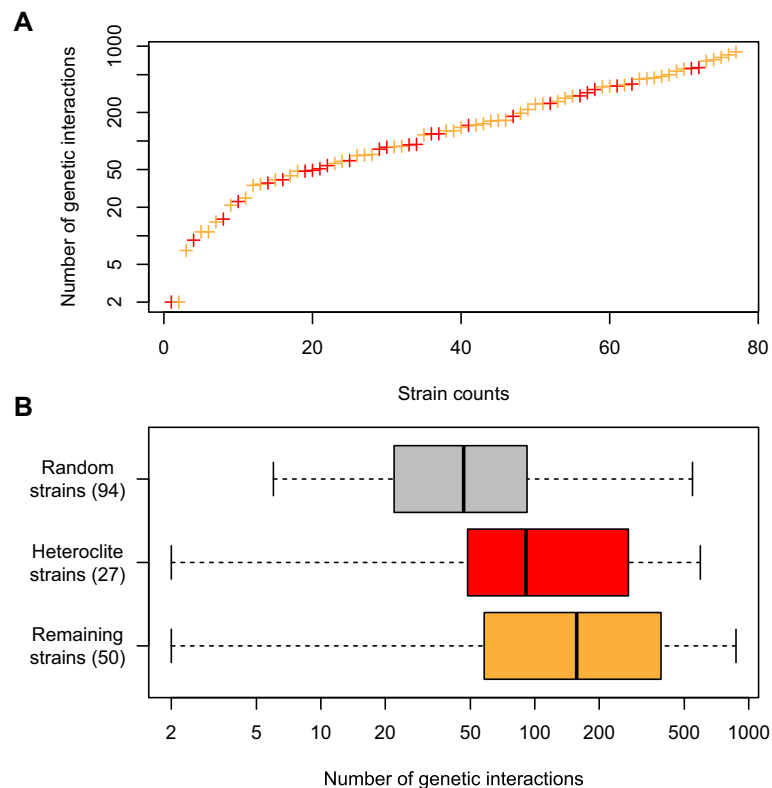 A
Number of genetic interactions
1000
200
50
20
5
2
0 20 40 60 80
Strain counts
B
Random
strains (94)
Heteroclite
strains (27)
Remaining
strains (50)
2 5 10 20 50 100 200 500 1000
Number of genetic interactions